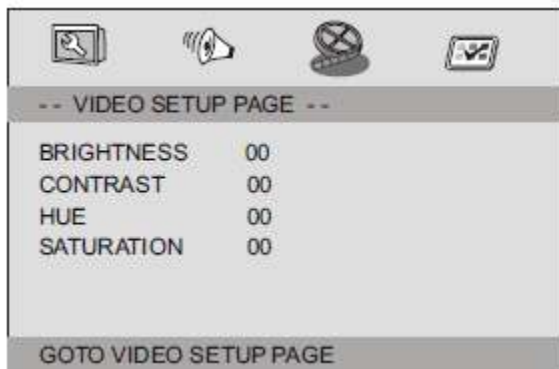 -- VIDEO SETUP PAGE --
BRIGHTNESS 00
CONTRAST 00
HUE 00
SATURATION 00
GOTO VIDEO SETUP PAGE